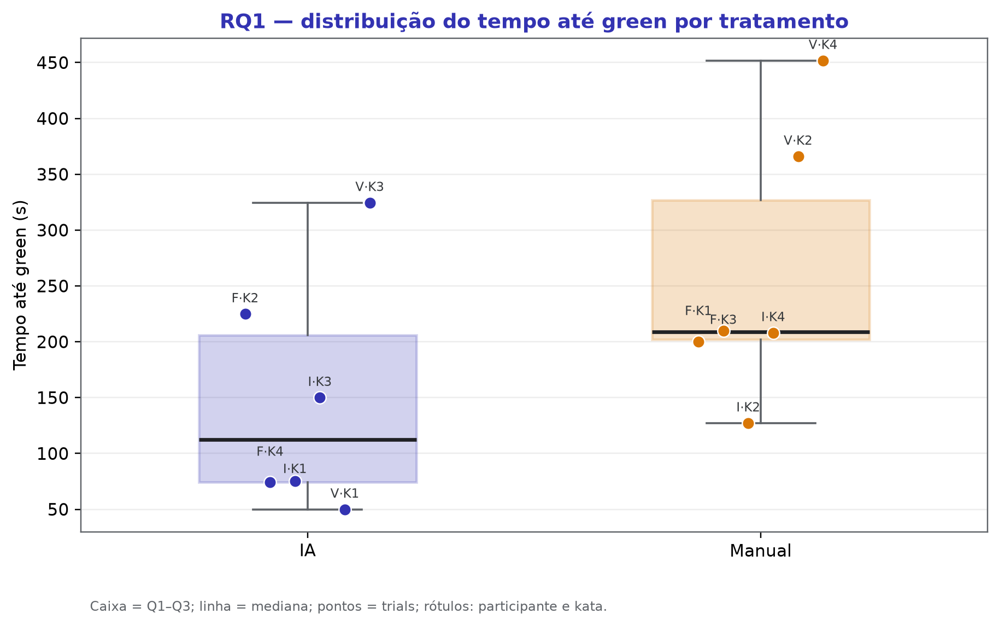 RQ1 — distribuição do tempo até green por tratamento
Tempo até green (s)
450
400
350
300
250
200
150
100
50
V·K4
V·K2
V·K3
F·K2
F·K1
F·K3
I·K4
I·K3
I·K2
F·K4
I·K1
V·K1
IA
Manual
Caixa = Q1–Q3; linha = mediana; pontos = trials; rótulos: participante e kata.